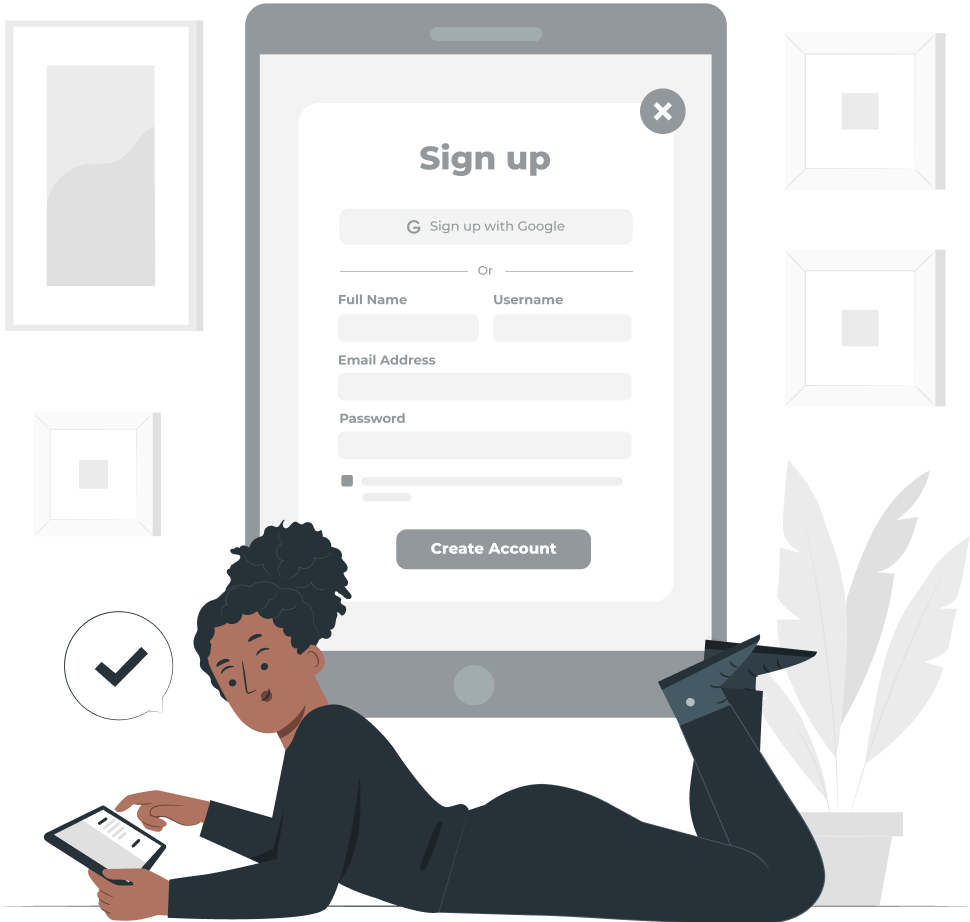 Sign up
G Sign up with Google
Or
Full Name Username
Email Address
Password
Create Account